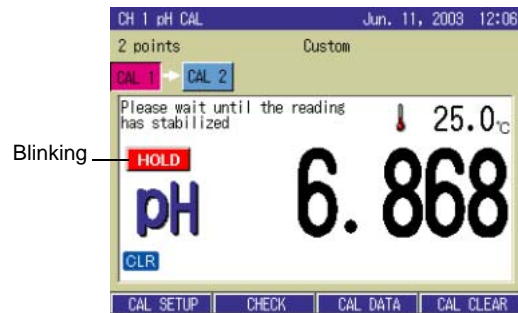 CH 1 pH CAL Jun. 11, 2003 12:06
2 points Custom
CAL 1 CAL 2
Please wait until the reading
has stabilized
25.0℃
Blinking
HOLD
pH 6.868
CLR
CAL SETUP CHECK CAL DATA CAL CLEAR